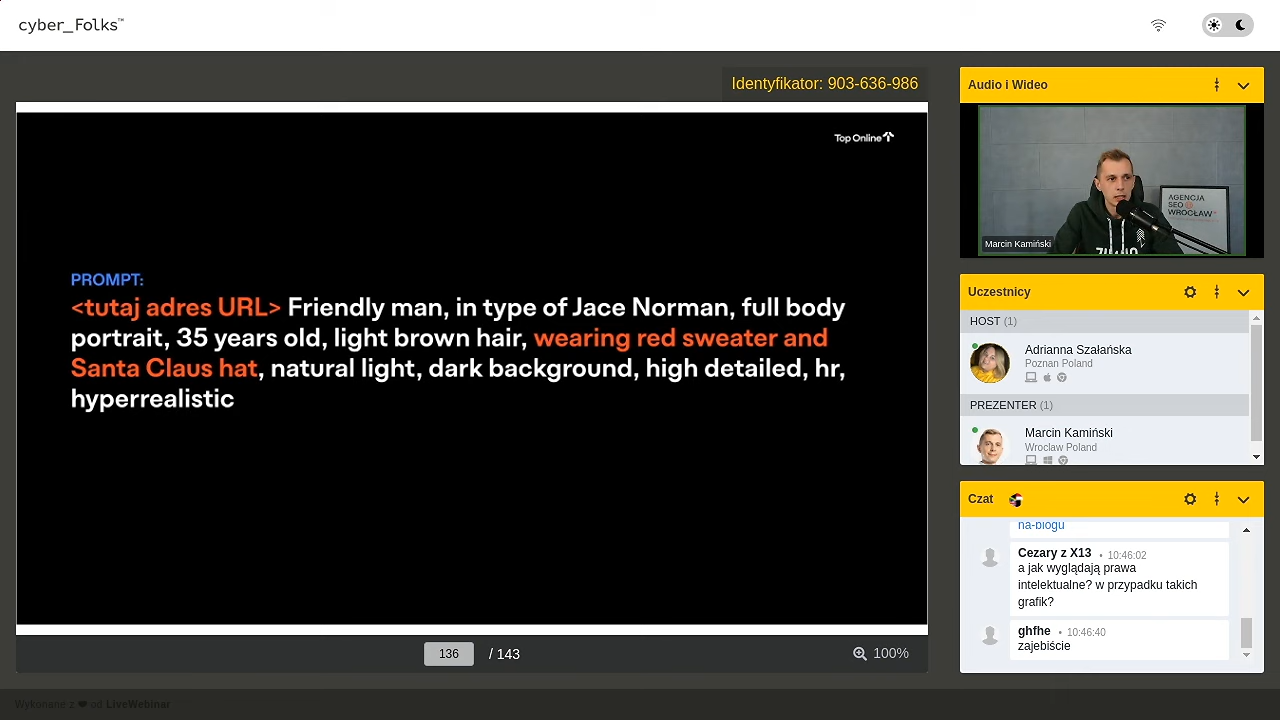 cyber_Folks™
Identyfikator: 903-636-986
Top Online
PROMPT:
<tutaj adres URL> Friendly man, in type of Jace Norman, full body
portrait, 35 years old, light brown hair, wearing red sweater and
Santa Claus hat, natural light, dark background, high detailed, hr,
hyperrealistic
136 / 143
100%
Wykonane z ❤ od LiveWebinar
Audio i Wideo
AGENCJA
SEO
WROCŁAW
Marcin Kamiński
Uczestnicy
HOST (1)
Adrianna Szałańska
Poznan Poland
PREZENTER (1)
Marcin Kamiński
Wroclaw Poland
Czat
na-blogu
Cezary z X13 • 10:46:02
a jak wyglądają prawa
intelektualne? w przypadku takich
grafik?
ghfhe • 10:46:40
zajebiście